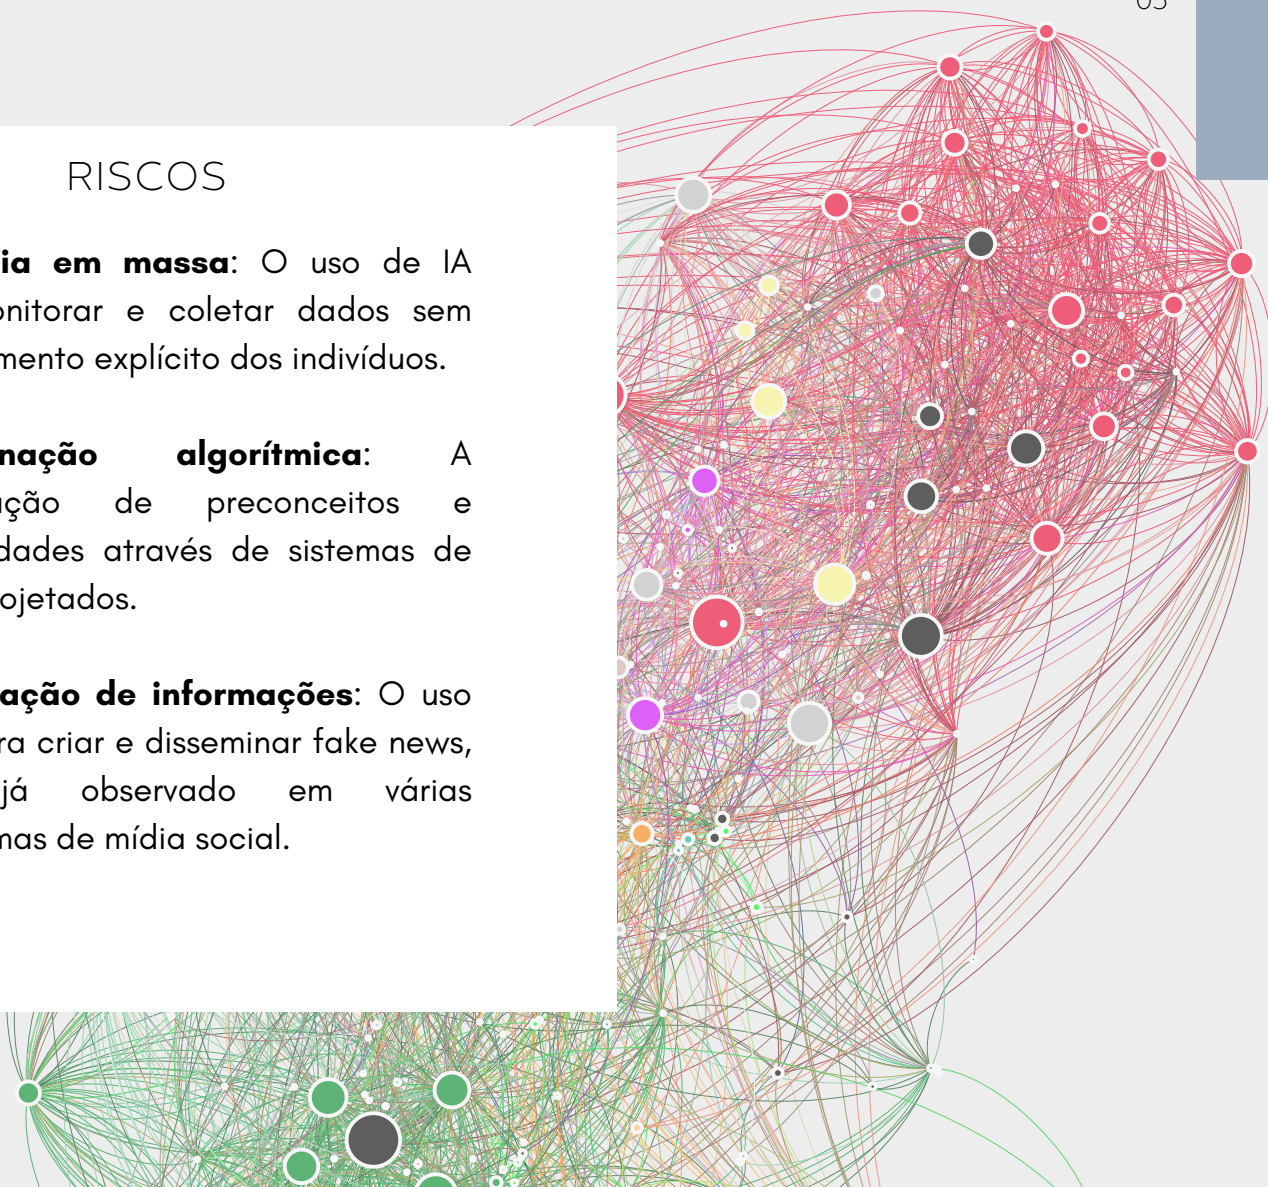 05
RISCOS
ia em massa: O uso de IA
onitorar e coletar dados sem
mento explícito dos indivíduos.
nação algorítmica: A
ação de preconceitos e
dades através de sistemas de
ojetados.
ação de informações: O uso
ra criar e disseminar fake news,
já observado em várias
mas de mídia social.